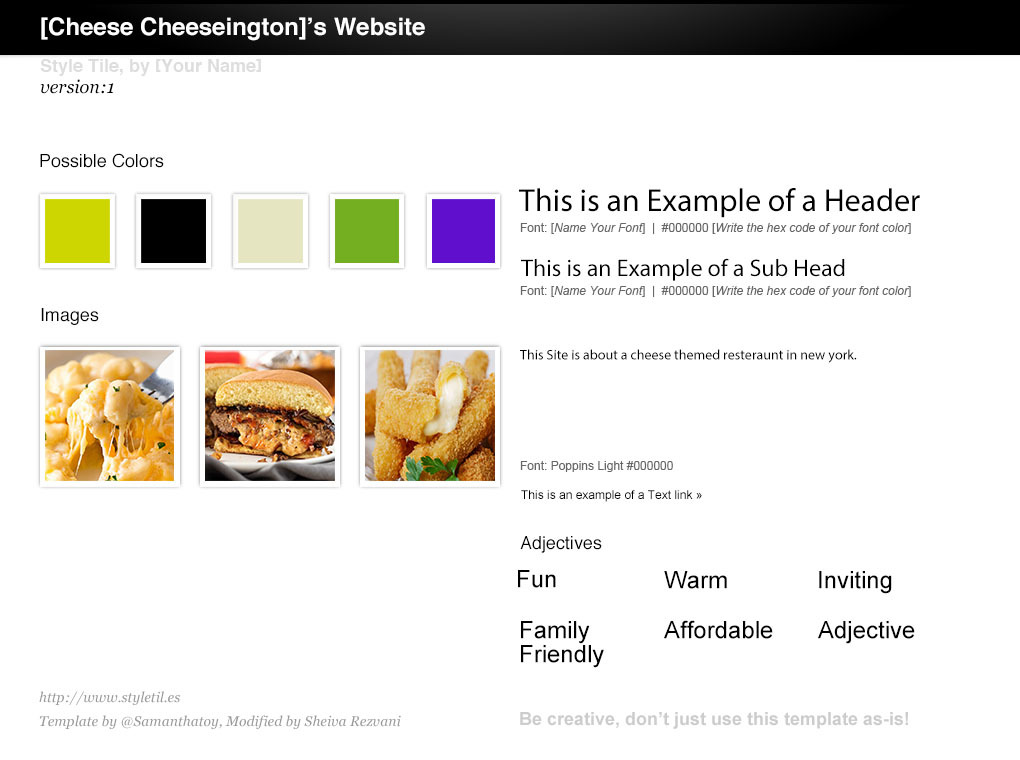 [Cheese Cheeseington]’s Website
Style Tile, by [Your Name]
version:1
Possible Colors
Images
This is an Example of a Header
Font: [Name Your Font] | #000000 [Write the hex code of your font color]
This is an Example of a Sub Head
Font: [Name Your Font] | #000000 [Write the hex code of your font color]
This Site is about a cheese themed resteraunt in new york.
Font: Poppins Light #000000
This is an example of a Text link »
Adjectives
Fun
Warm
Inviting
Family
Friendly
Affordable
Adjective
http://www.styletil.es
Template by @Samanthatoy, Modified by Sheiva Rezvani
Be creative, don’t just use this template as-is!